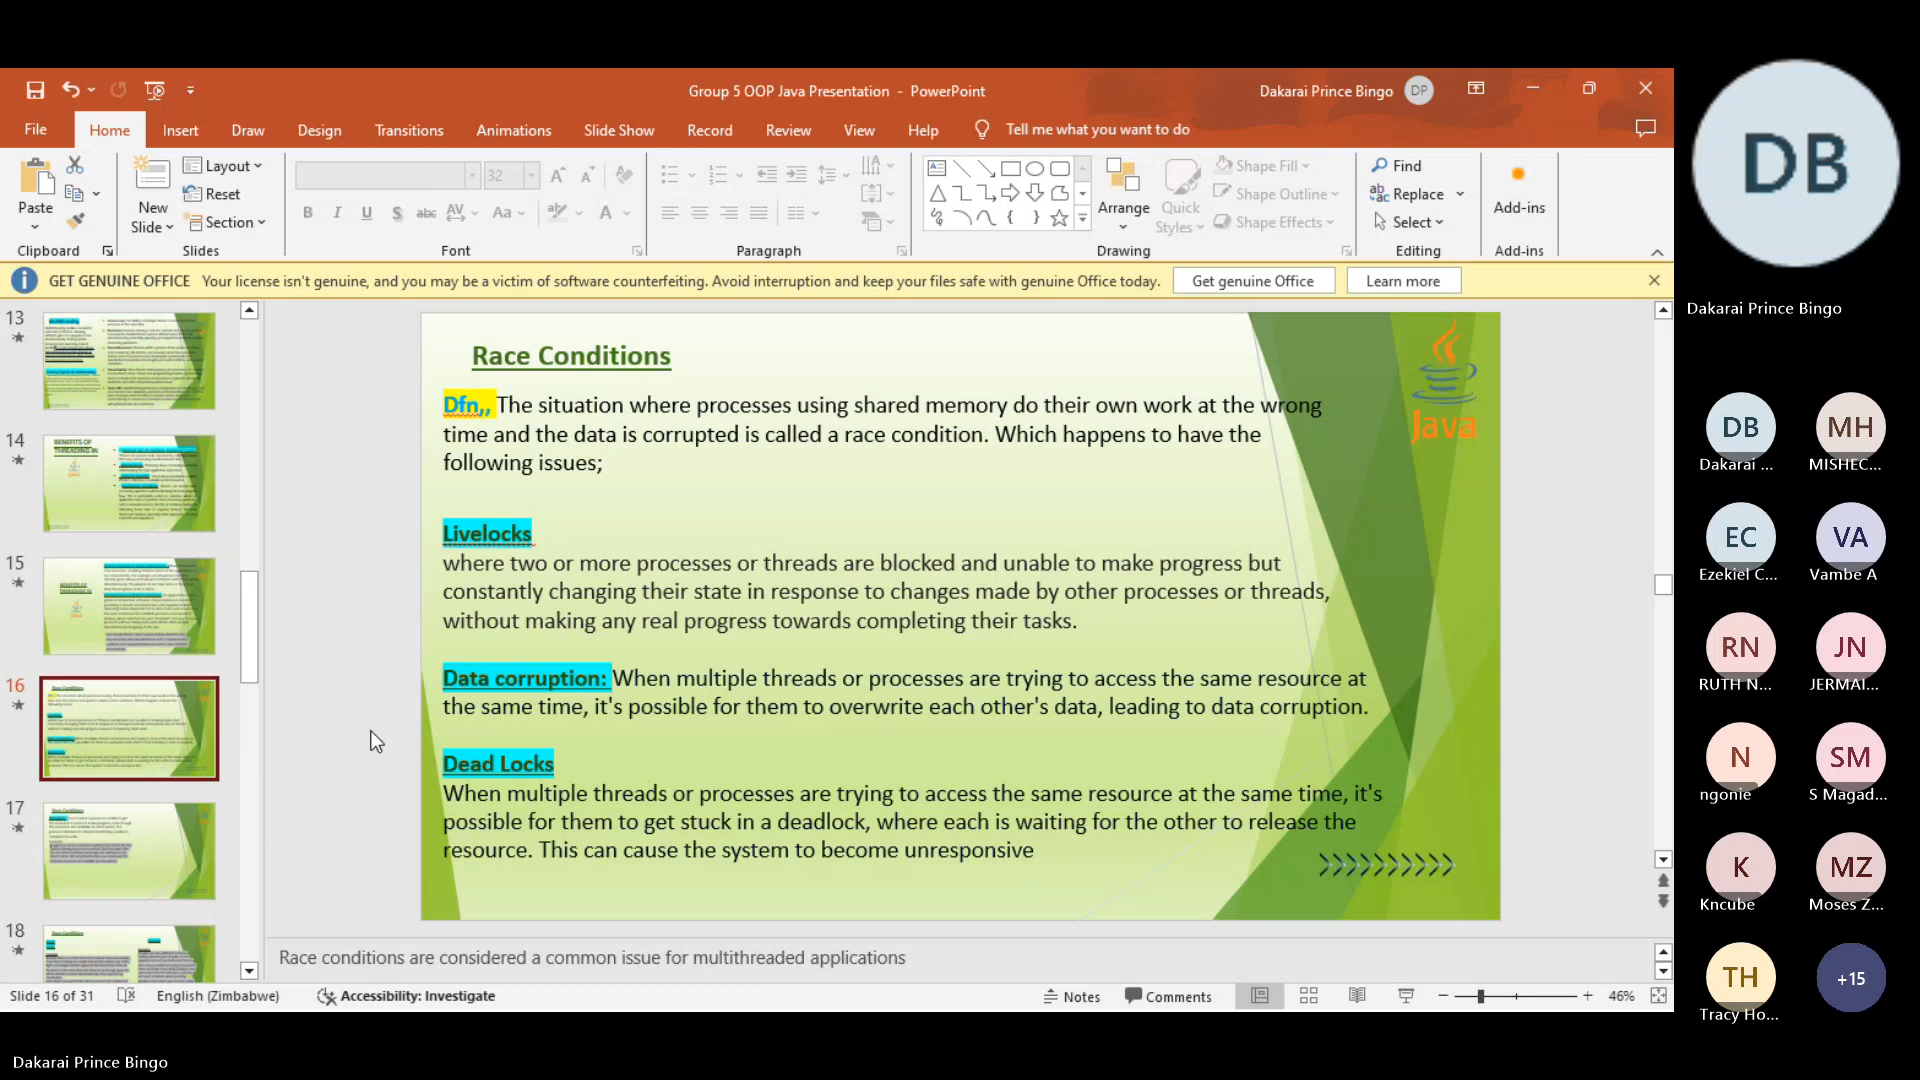 Group 5 OOP Java Presentation - PowerPoint
Dakarai Prince Bingo
DP
File
Home
Insert
Draw
Design
Transitions
Animations
Slide Show
Record
Review
View
Help
Tell me what you want to do
Paste
Clipboard
New
Slide
Layout
Reset
Section
Slides
32
B I U S abc AV Aa A
Font
Paragraph
Arrange
Quick
Styles
Shape Fill
Shape Outline
Shape Effects
Drawing
Find
Replace
Select
Editing
Add-ins
Add-ins
GET GENUINE OFFICE Your license isn't genuine, and you may be a victim of software counterfeiting. Avoid interruption and keep your files safe with genuine Office today.
Get genuine Office
Learn more
13
14
BENEFITS OF
THREADING IN
15
16
17
18
Race Conditions
Java
Dfn,, The situation where processes using shared memory do their own work at the wrong
time and the data is corrupted is called a race condition. Which happens to have the
following issues;
Livelocks
where two or more processes or threads are blocked and unable to make progress but
constantly changing their state in response to changes made by other processes or threads,
without making any real progress towards completing their tasks.
Data corruption: When multiple threads or processes are trying to access the same resource at
the same time, it's possible for them to overwrite each other's data, leading to data corruption.
Dead Locks
When multiple threads or processes are trying to access the same resource at the same time, it's
possible for them to get stuck in a deadlock, where each is waiting for the other to release the
resource. This can cause the system to become unresponsive
Race conditions are considered a common issue for multithreaded applications
Slide 16 of 31
English (Zimbabwe)
Accessibility: Investigate
Notes
Comments
46%
DB
Dakarai Prince Bingo
DB
Dakarai ...
MH
MISHEC...
EC
Ezekiel C...
VA
Vambe A
RN
RUTH N...
JN
JERMAI...
N
ngonie
SM
S Magad...
K
Kncube
MZ
Moses Z...
TH
Tracy Ho...
+15
Dakarai Prince Bingo